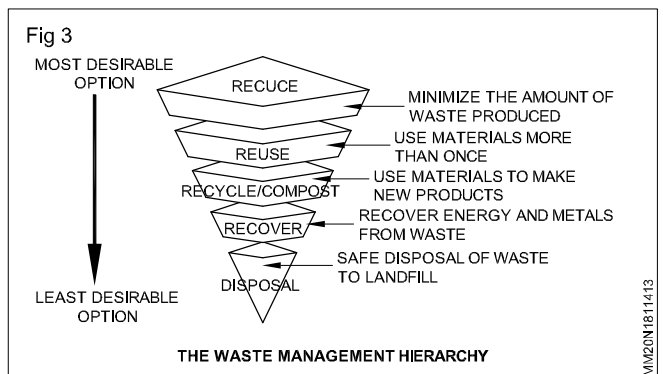 Fig 3
MOST DESIRABLE
OPTION
RECUCE
MINIMIZE THE AMOUNT OF
WASTE PRODUCED
REUSE
USE MATERIALS MORE
THAN ONCE
RECYCLE/COMPOST
USE MATERIALS TO MAKE
NEW PRODUCTS
RECOVER
RECOVER ENERGY AND METALS
FROM WASTE
DISPOSAL
SAFE DISPOSAL OF WASTE
TO LANDFILL
LEAST DESIRABLE
OPTION
THE WASTE MANAGEMENT HIERARCHY
MM20N1811413